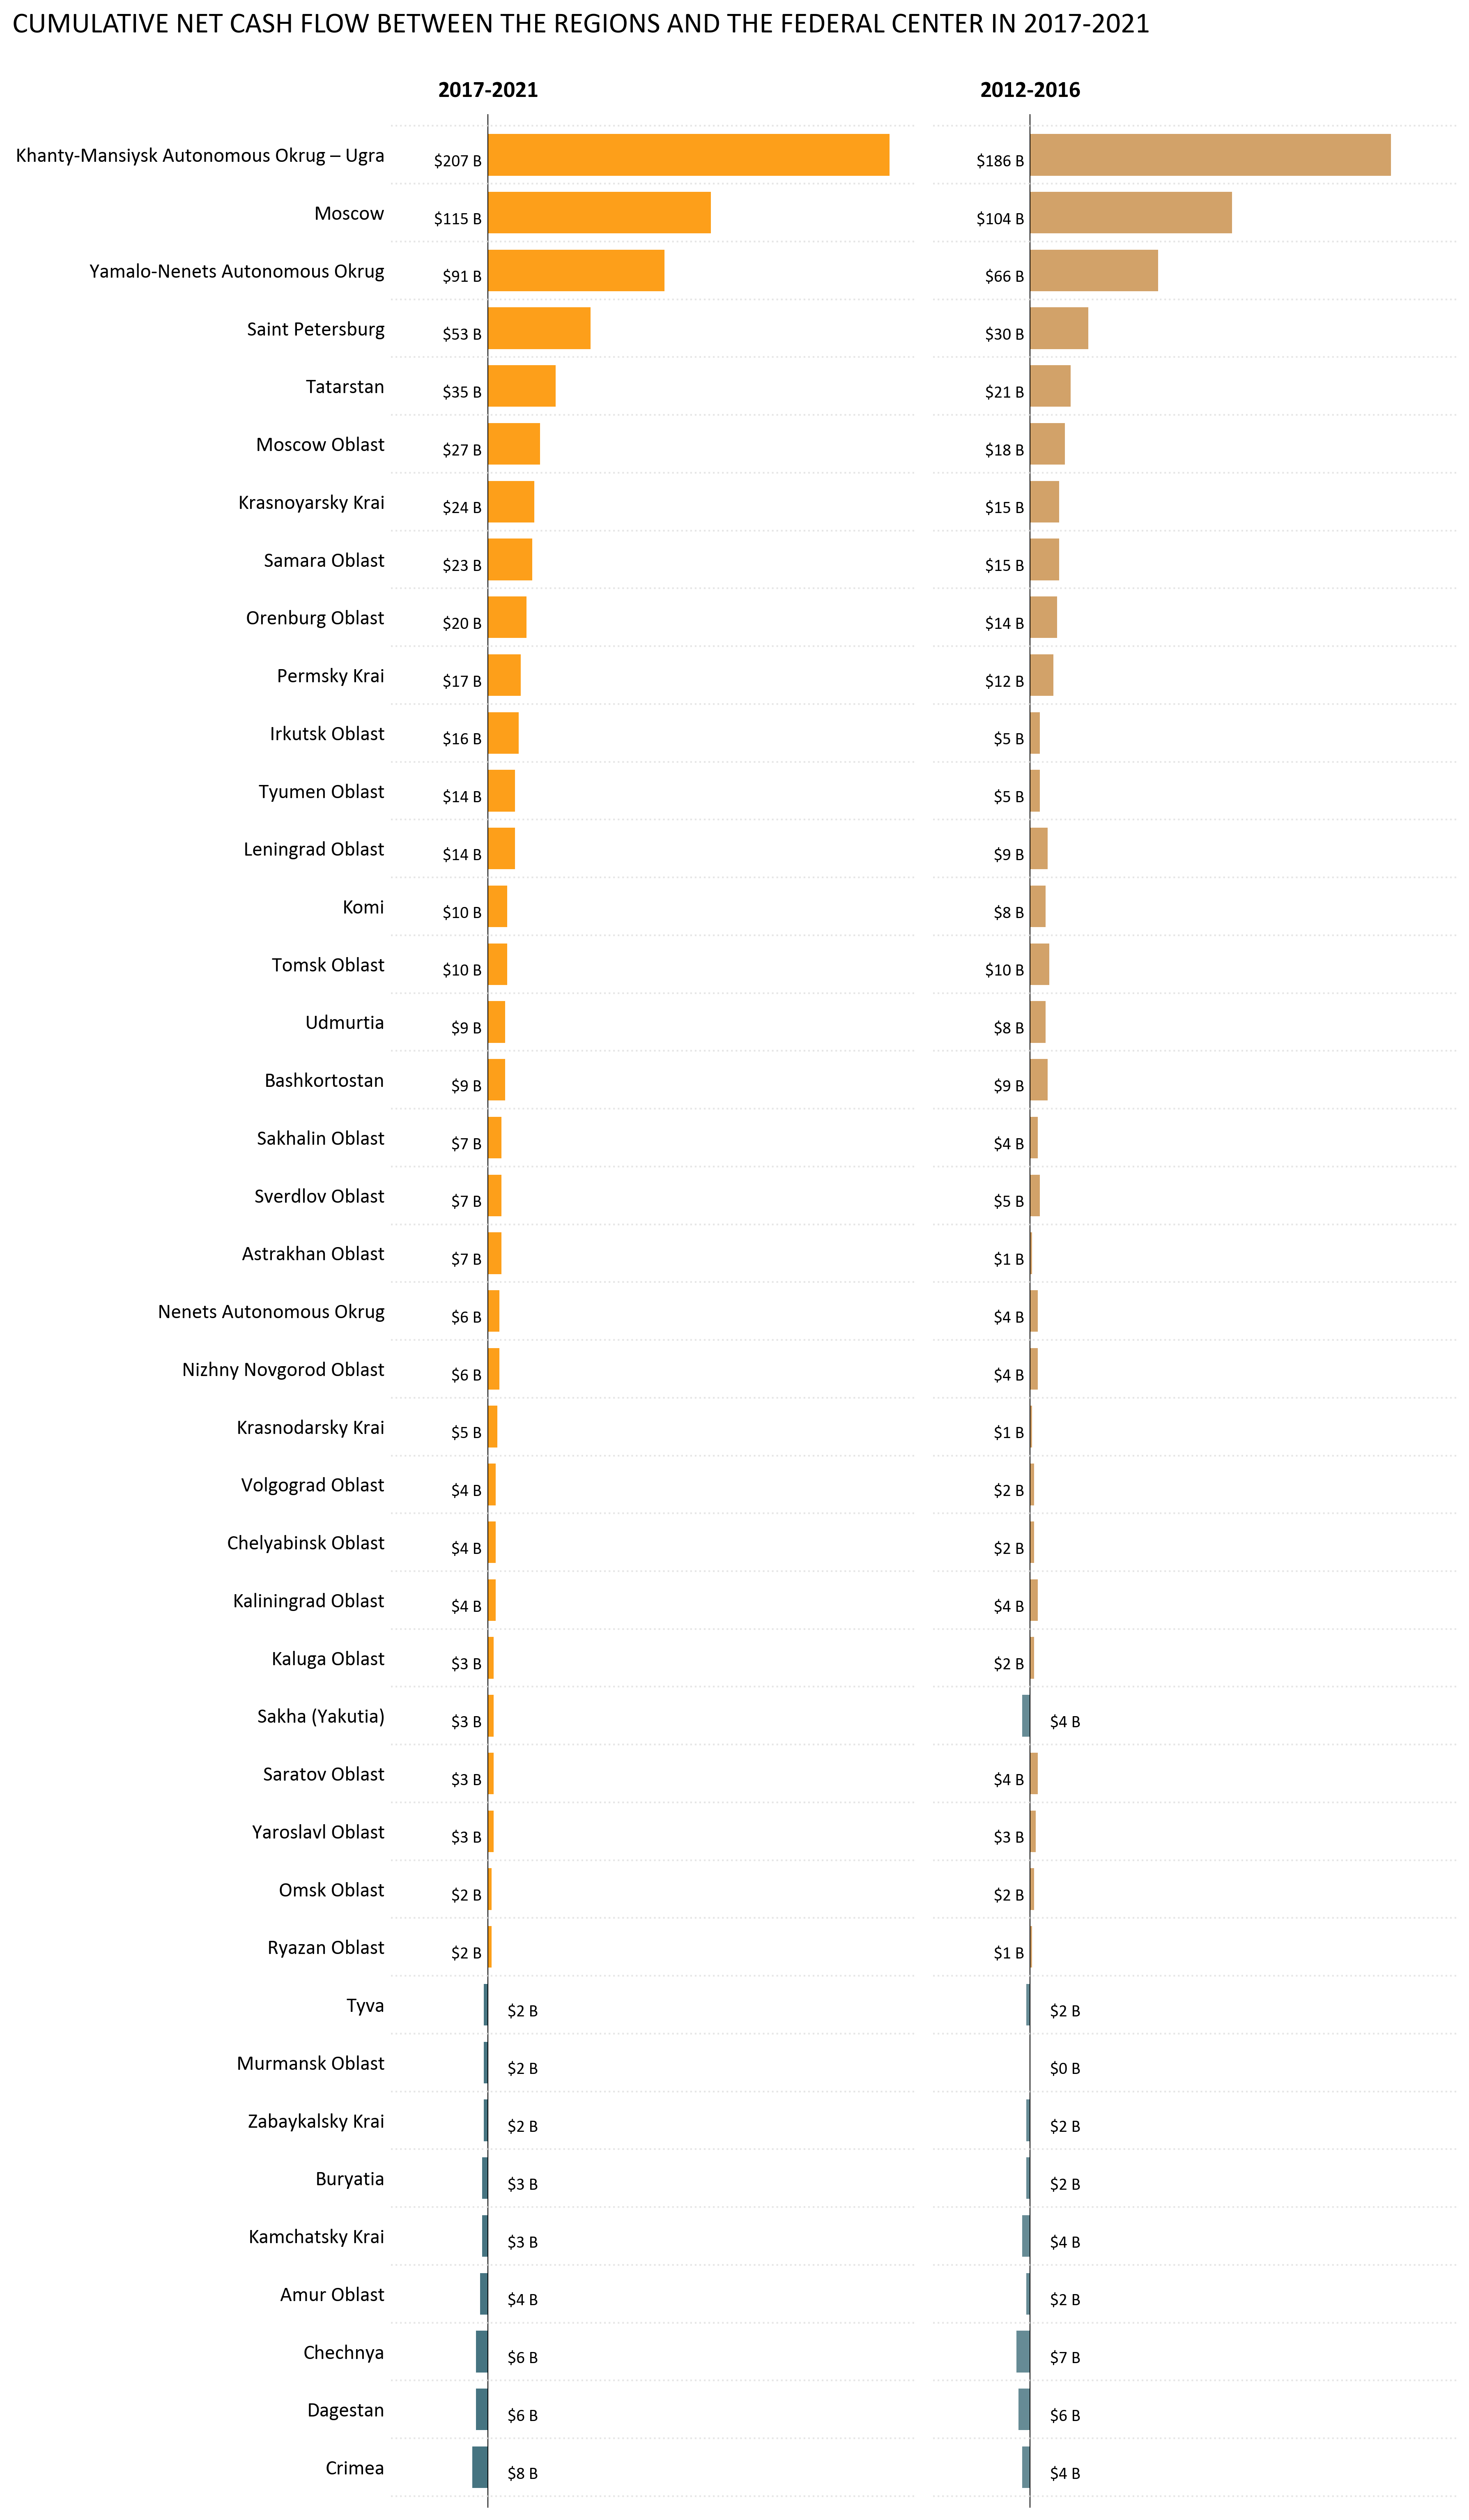 CUMULATIVE NET CASH FLOW BETWEEN THE REGIONS AND THE FEDERAL CENTER IN 2017-2021
2017-2021 2012-2016
Khanty-Mansiysk Autonomous Okrug – Ugra $207 B $186 B
Moscow $115 B $104 B
Yamalo-Nenets Autonomous Okrug $91 B $66 B
Saint Petersburg $53 B $30 B
Tatarstan $35 B $21 B
Moscow Oblast $27 B $18 B
Krasnoyarsky Krai $24 B $15 B
Samara Oblast $23 B $15 B
Orenburg Oblast $20 B $14 B
Permsky Krai $17 B $12 B
Irkutsk Oblast $16 B $5 B
Tyumen Oblast $14 B $5 B
Leningrad Oblast $14 B $9 B
Komi $10 B $8 B
Tomsk Oblast $10 B $10 B
Udmurtia $9 B $8 B
Bashkortostan $9 B $9 B
Sakhalin Oblast $7 B $4 B
Sverdlov Oblast $7 B $5 B
Astrakhan Oblast $7 B $1 B
Nenets Autonomous Okrug $6 B $4 B
Nizhny Novgorod Oblast $6 B $4 B
Krasnodarsky Krai $5 B $1 B
Volgograd Oblast $4 B $2 B
Chelyabinsk Oblast $4 B $2 B
Kaliningrad Oblast $4 B $4 B
Kaluga Oblast $3 B $2 B
Sakha (Yakutia) $3 B $4 B
Saratov Oblast $3 B $4 B
Yaroslavl Oblast $3 B $3 B
Omsk Oblast $2 B $2 B
Ryazan Oblast $2 B $1 B
Tyva $2 B $2 B
Murmansk Oblast $2 B $0 B
Zabaykalsky Krai $2 B $2 B
Buryatia $3 B $2 B
Kamchatsky Krai $3 B $4 B
Amur Oblast $4 B $2 B
Chechnya $6 B $7 B
Dagestan $6 B $6 B
Crimea $8 B $4 B